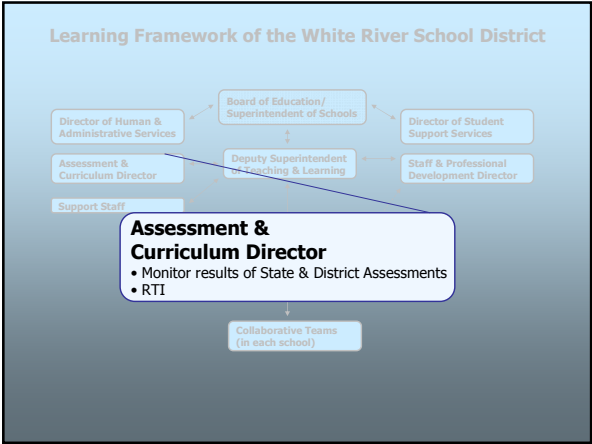 Learning Framework of the White River School District
Board of Education/
Superintendent of Schools
Director of Human &
Administrative Services
Director of Student
Support Services
Assessment &
Curriculum Director
Deputy Superintendent
of Teaching & Learning
Staff & Professional
Development Director
Support Staff
Assessment &
Curriculum Director
• Monitor results of State & District Assessments
• RTI
Collaborative Teams
(in each school)